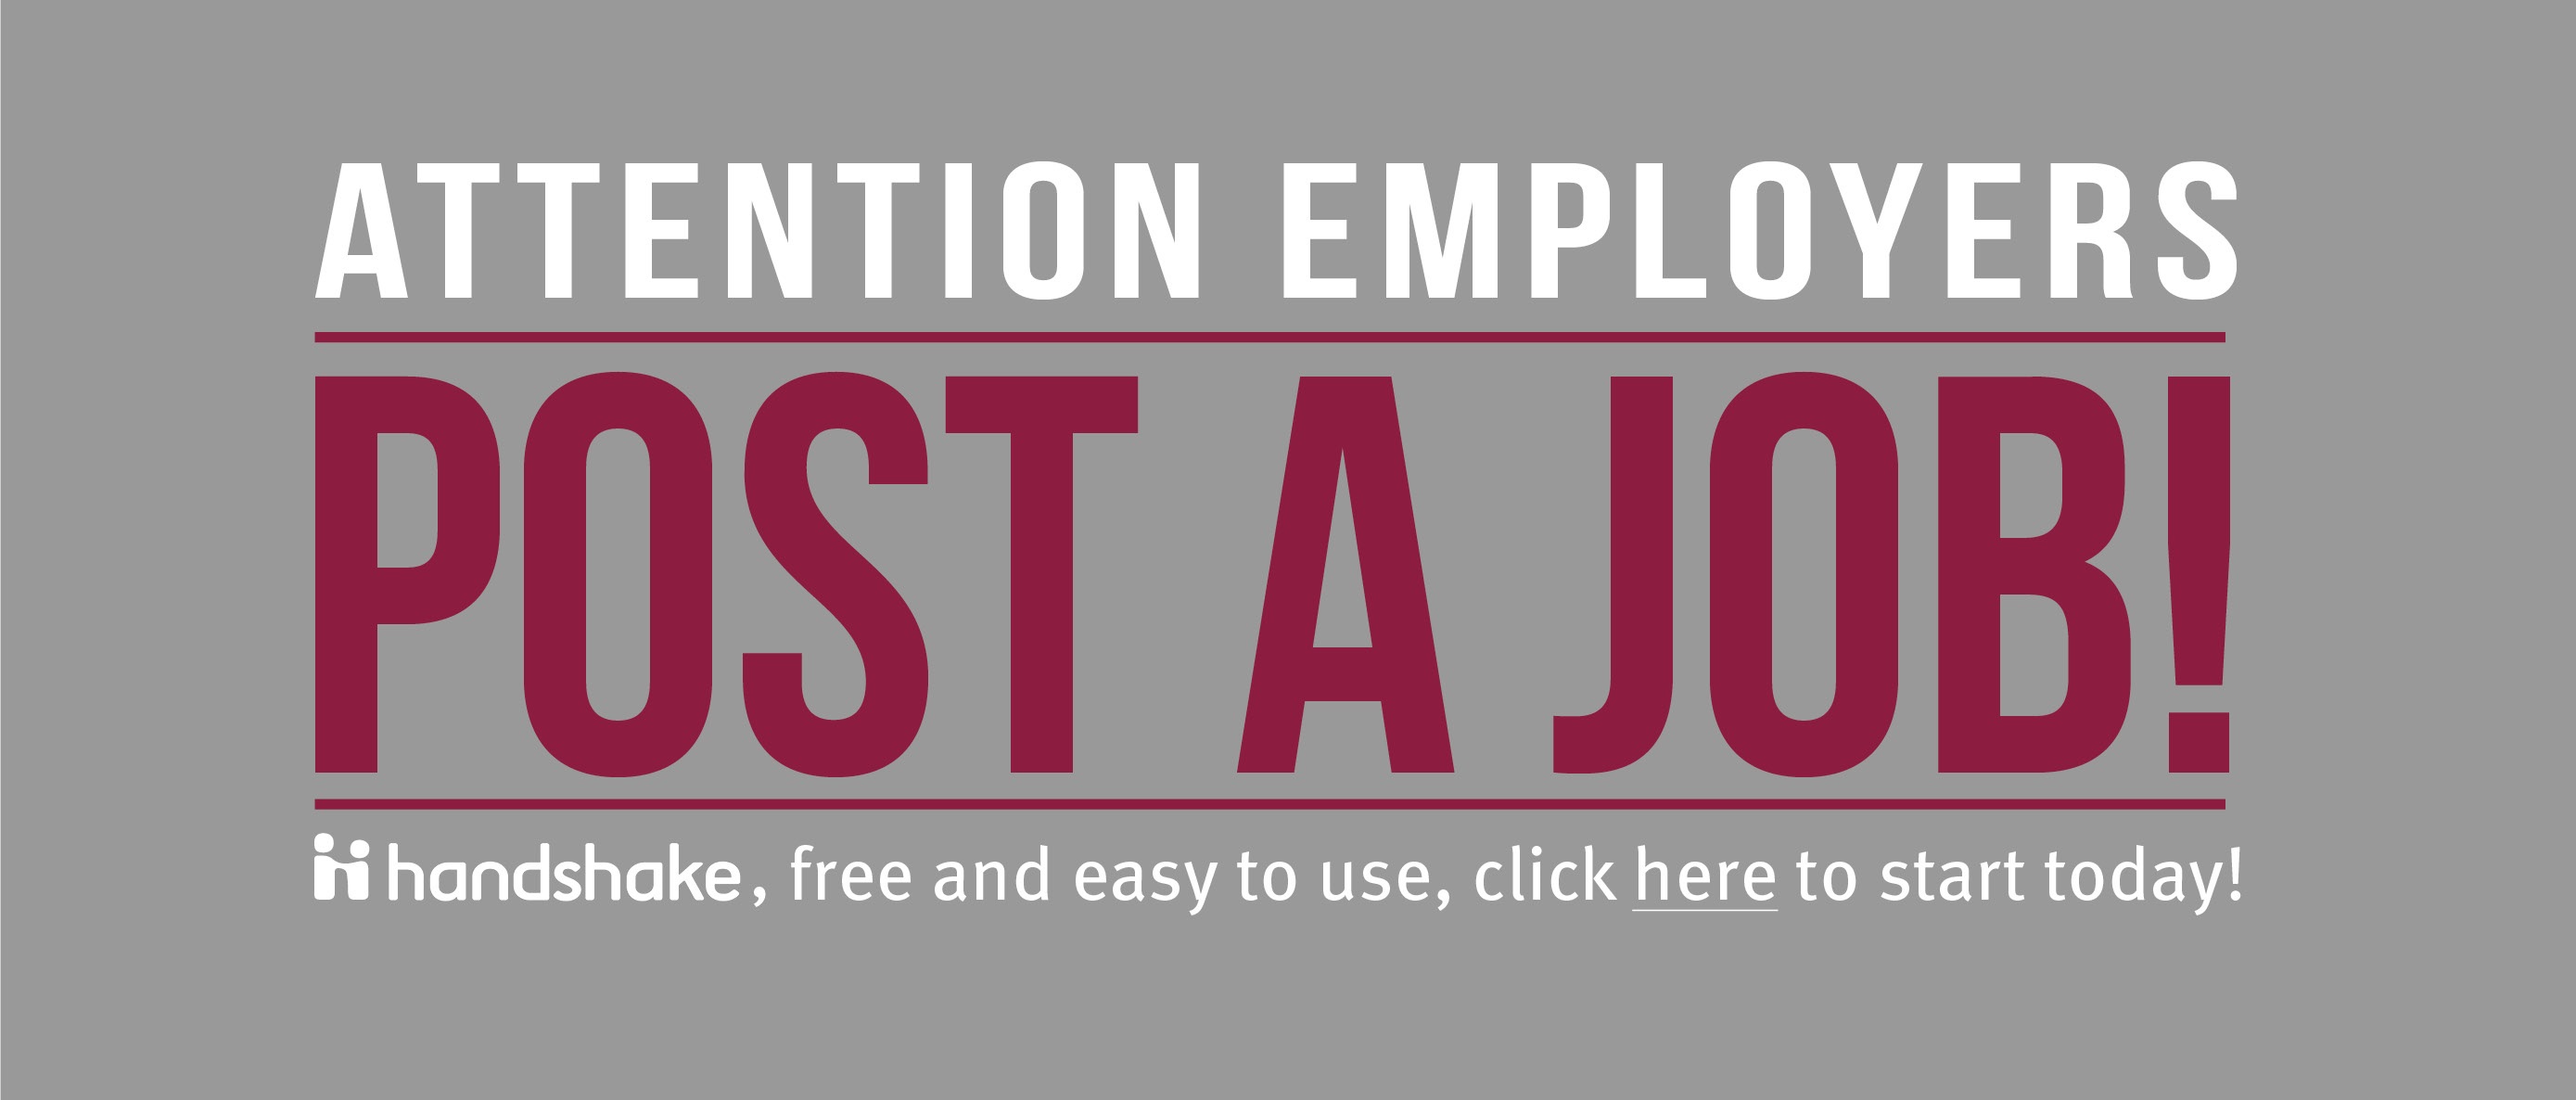 ATTENTION EMPLOYERS
POST A JOB!
handshake, free and easy to use, click here to start today!